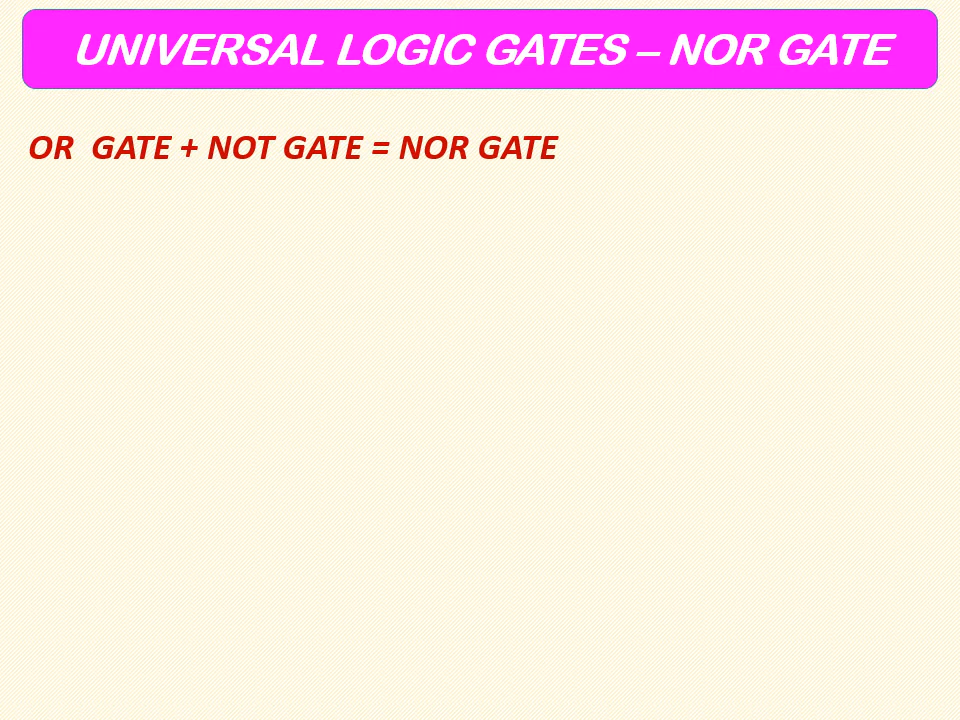 UNIVERSAL LOGIC GATES – NOR GATE
OR  GATE + NOT GATE = NOR GATE